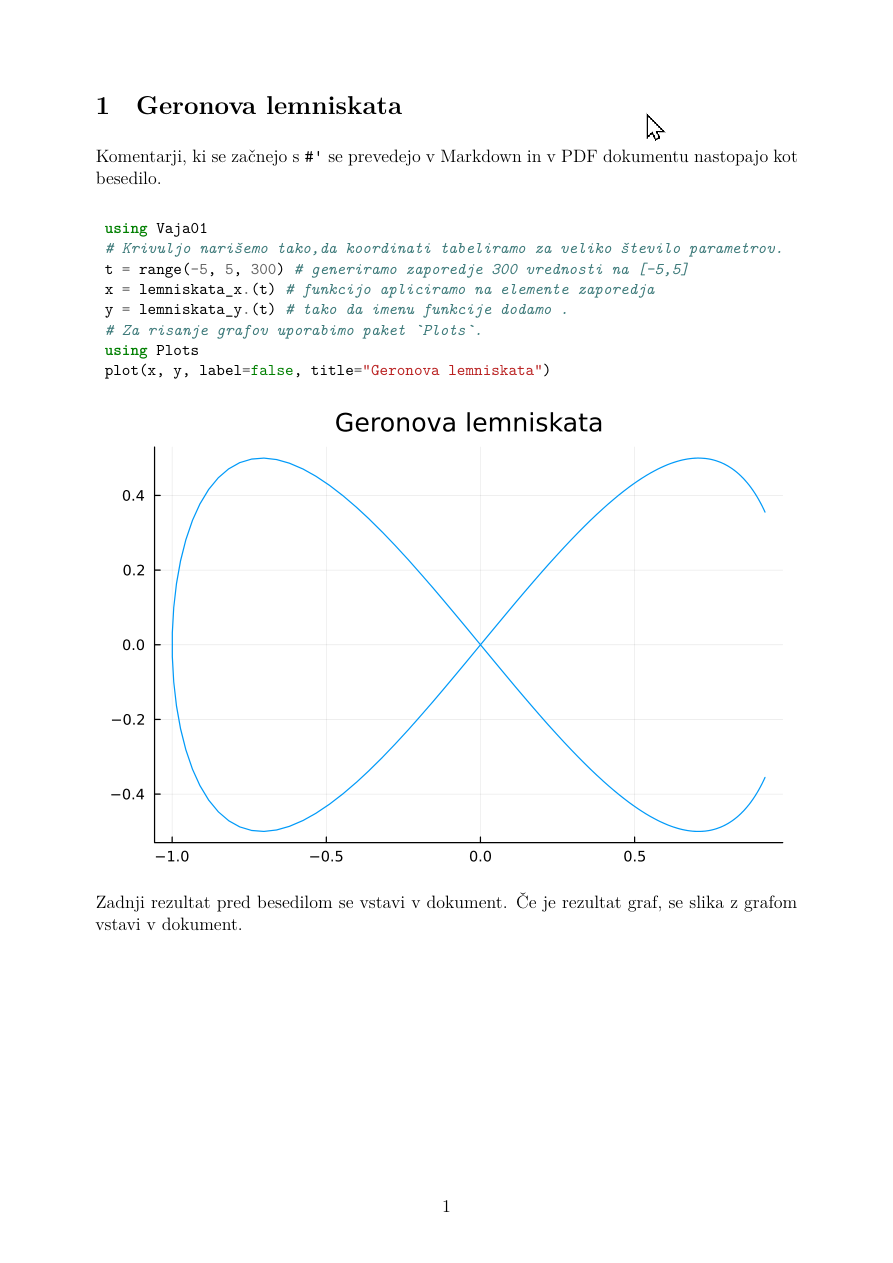 1 Geronova lemniskata
Komentarji, ki se začnejo s #' se prevedejo v Markdown in v PDF dokumentu nastopajo kot
besedilo.
using Vaja01
# Krivuljo narišemo tako,da koordinati tabeliramo za veliko število parametrov.
t = range(-5, 5, 300) # generiramo zaporedje 300 vrednosti na [-5,5]
x = lemniskata_x.(t) # funkcijo apliciramo na elemente zaporedja
y = lemniskata_y.(t) # tako da imenu funkcije dodamo .
# Za risanje grafov uporabimo paket `Plots`.
using Plots
plot(x, y, label=false, title="Geronova lemniskata")
Geronova lemniskata
0.4
0.2
0.0
−0.2
−0.4
−1.0 −0.5 0.0 0.5
Zadnji rezultat pred besedilom se vstavi v dokument. Če je rezultat graf, se slika z grafom
vstavi v dokument.
1